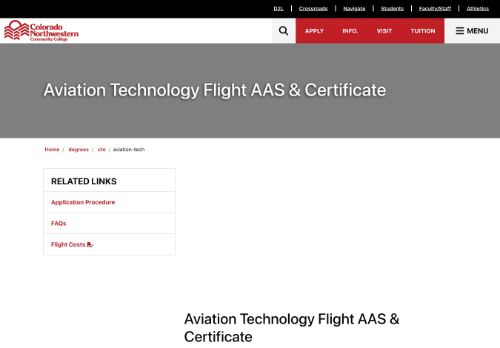 D2L Crossroads Navigate Students Faculty/Staff Athletics
Colorado
Northwestern
Community College
APPLY INFO. VISIT TUITION MENU
Aviation Technology Flight AAS & Certificate
Home / degrees / cte / aviation-tech
RELATED LINKS
Application Procedure
FAQs
Flight Costs
Aviation Technology Flight AAS &
Certificate